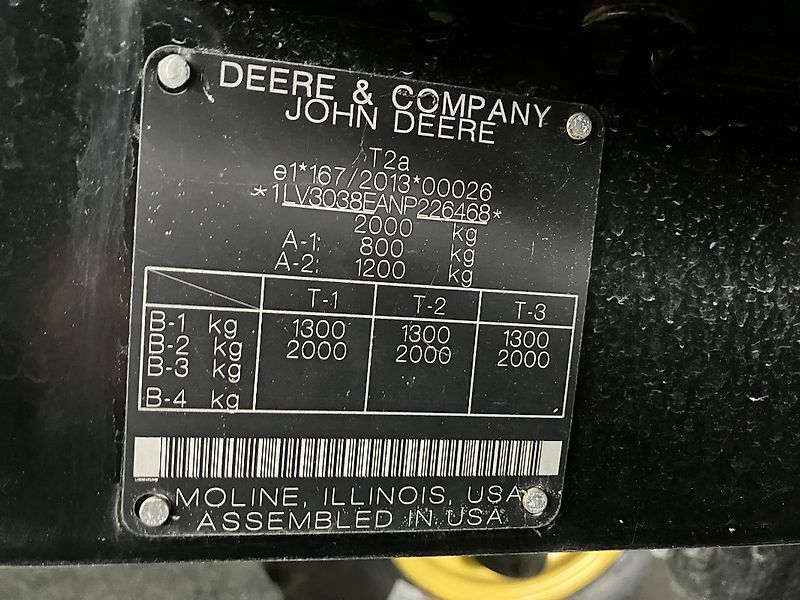 DEERE & COMPANY
JOHN DEERE
T2a
e1*167/2013*00026
*1LV3038EANP226468*
2000 kg
A-1: 800 kg
A-2: 1200 kg
T-1 T-2 T-3
B-1 kg 1300 1300 1300
B-2 kg 2000 2000 2000
B-3 kg
B-4 kg
MOLINE, ILLINOIS, USA
ASSEMBLED IN USA